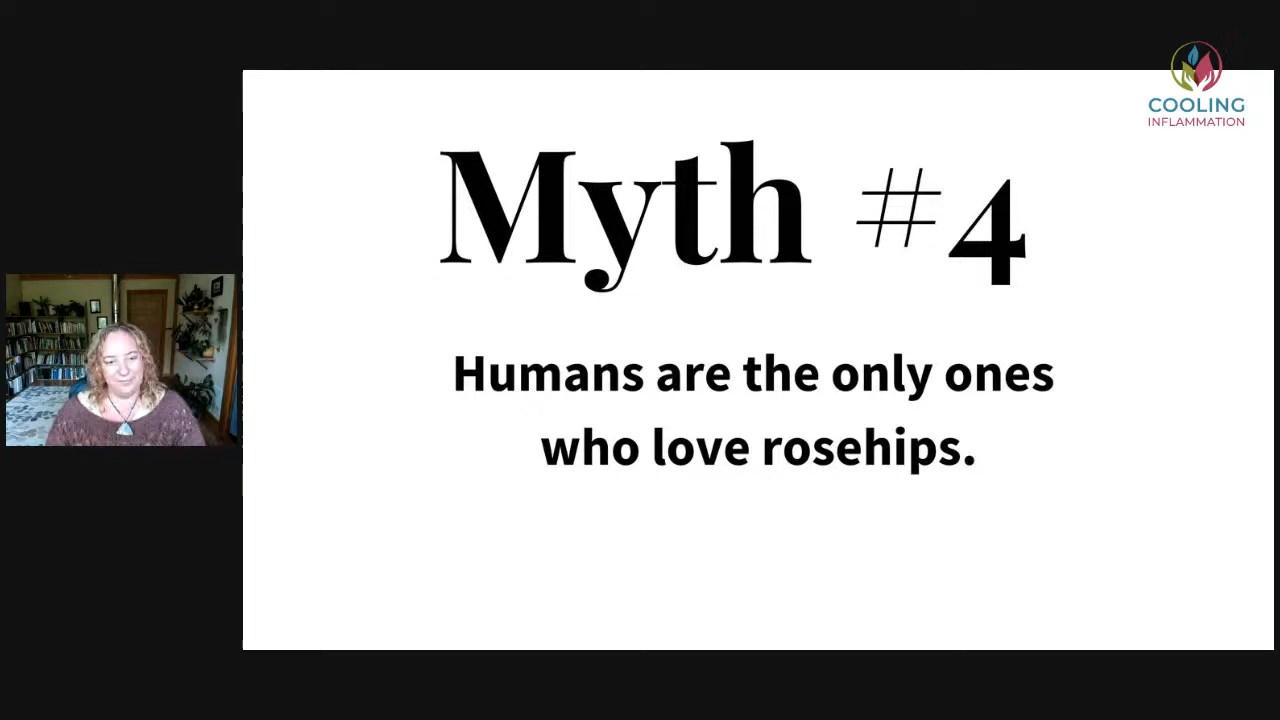 COOLING
INFLAMMATION
Myth #4
Humans are the only ones
who love rosehips.